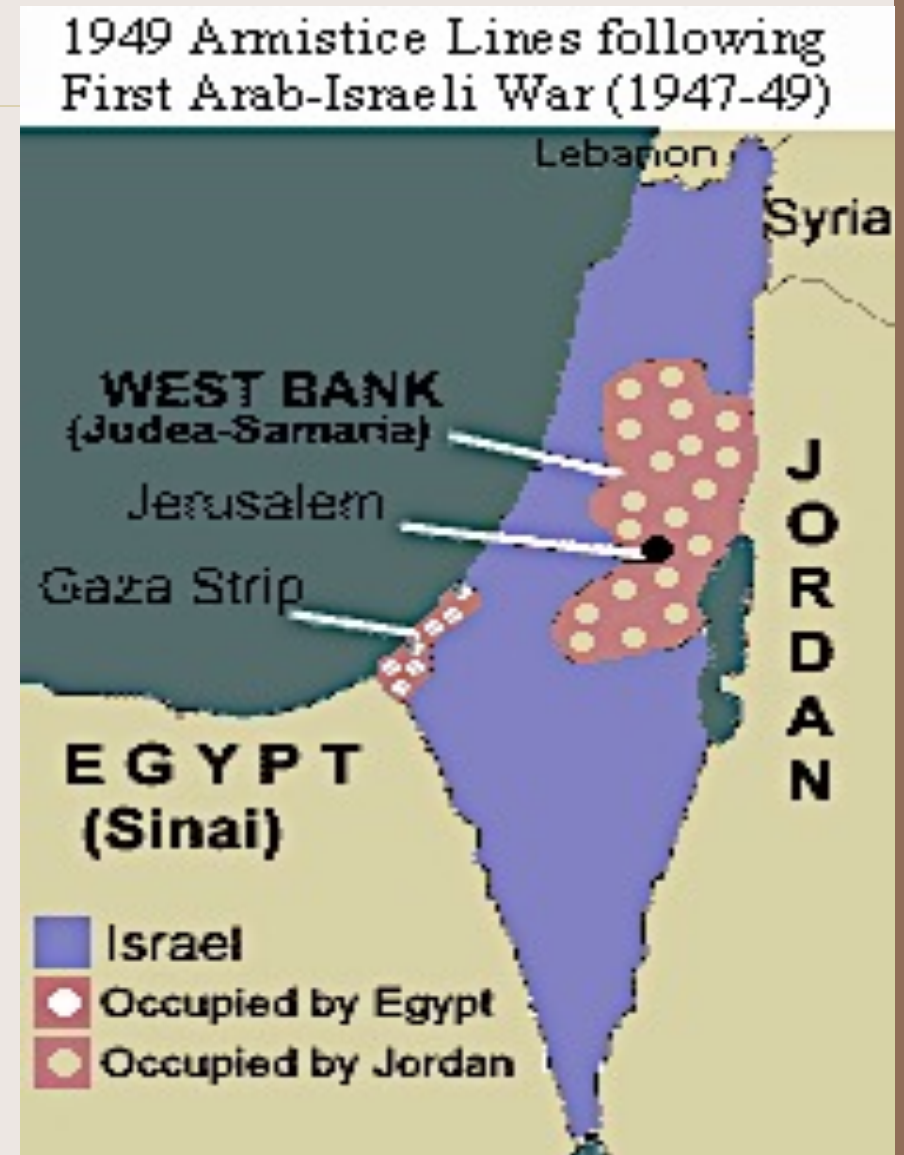 1949 Armistice Lines following
First Arab-Israeli War (1947-49)
Lebanon
Syria
WEST BANK
(Judea-Samaria)
Jerusalem
JORDAN
Gaza Strip
EGYPT
(Sinai)
Israel
Occupied by Egypt
Occupied by Jordan